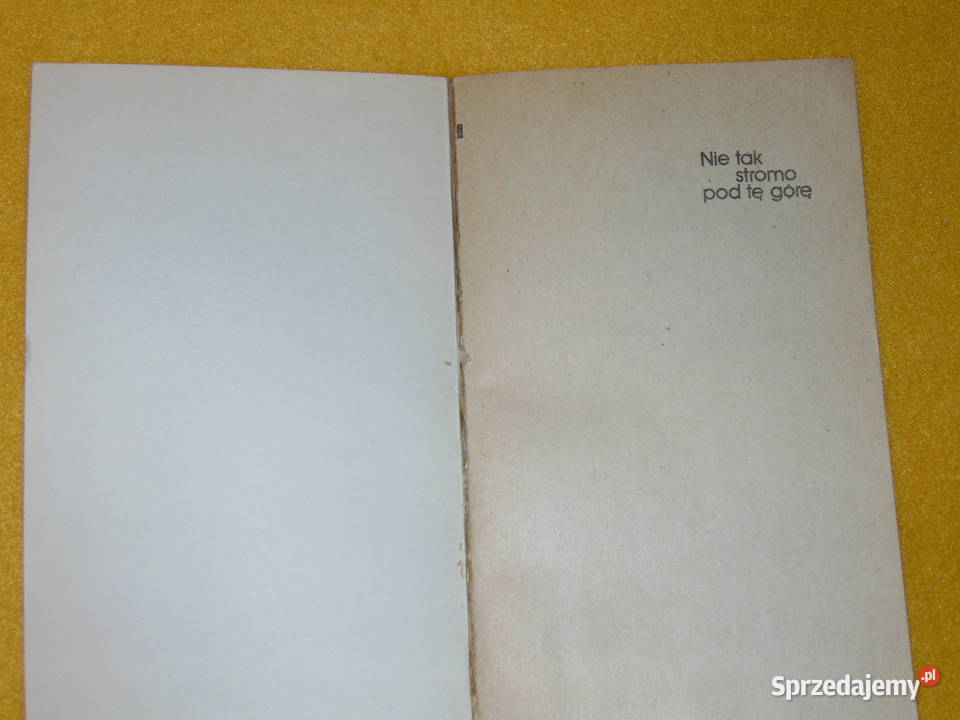 Nie tak
stromo
pod tę górę
Sprzedajemy.pl